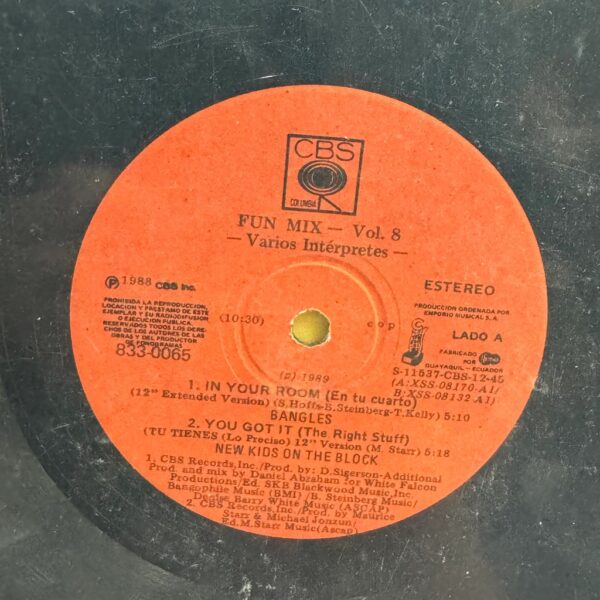 CBS
COLUMBIA
FUN MIX — Vol. 8
— Varios Intérpretes —
Ⓟ 1988 CBS Inc.
PROHIBIDA LA REPRODUCCION,
LOCACION Y PRESTAMO DE ESTE
EJEMPLAR Y SU RADIODIFUSION
O EJECUCION PUBLICA.
RESERVADOS TODOS LOS DERE-
CHOS DE LOS AUTORES DE LAS
OBRAS Y DEL PRODUCTOR
DE FONOGRAMAS
833-0065
(10:30)
cop
ESTEREO
PRODUCCION ORDENADA POR
EMPORIO MUSICAL S.A.
LADO A
FABRICADO
POR
GUAYAQUIL - ECUADOR
S-11537-CBS-12-45
(A:XSS-08170-A1/
B:XSS-08132-A1)
(p)-1989
1. IN YOUR ROOM (En tu cuarto)
(12" Extended Version) (S.Hoffs-B.Steinberg-T.Kelly) 5:10
BANGLES
2. YOU GOT IT (The Right Stuff)
(TU TIENES (Lo Preciso) 12" Version (M. Starr) 5:18
NEW KIDS ON THE BLOCK
1. CBS Records,Inc./Prod. by: D.Sigerson-Additional
Prod. and mix by Daniel Abraham for White Falcon
Productions/Ed. SKB Blackwood Music,Inc.
Bangophile Music (BMI) / B. Steinberg Music/
Denise Barry White Music (ASCAP)
2. CBS Records,Inc./Prod. by Maurice
Starr & Michael Jonzun/
Ed.M.Starr Music(Ascap)